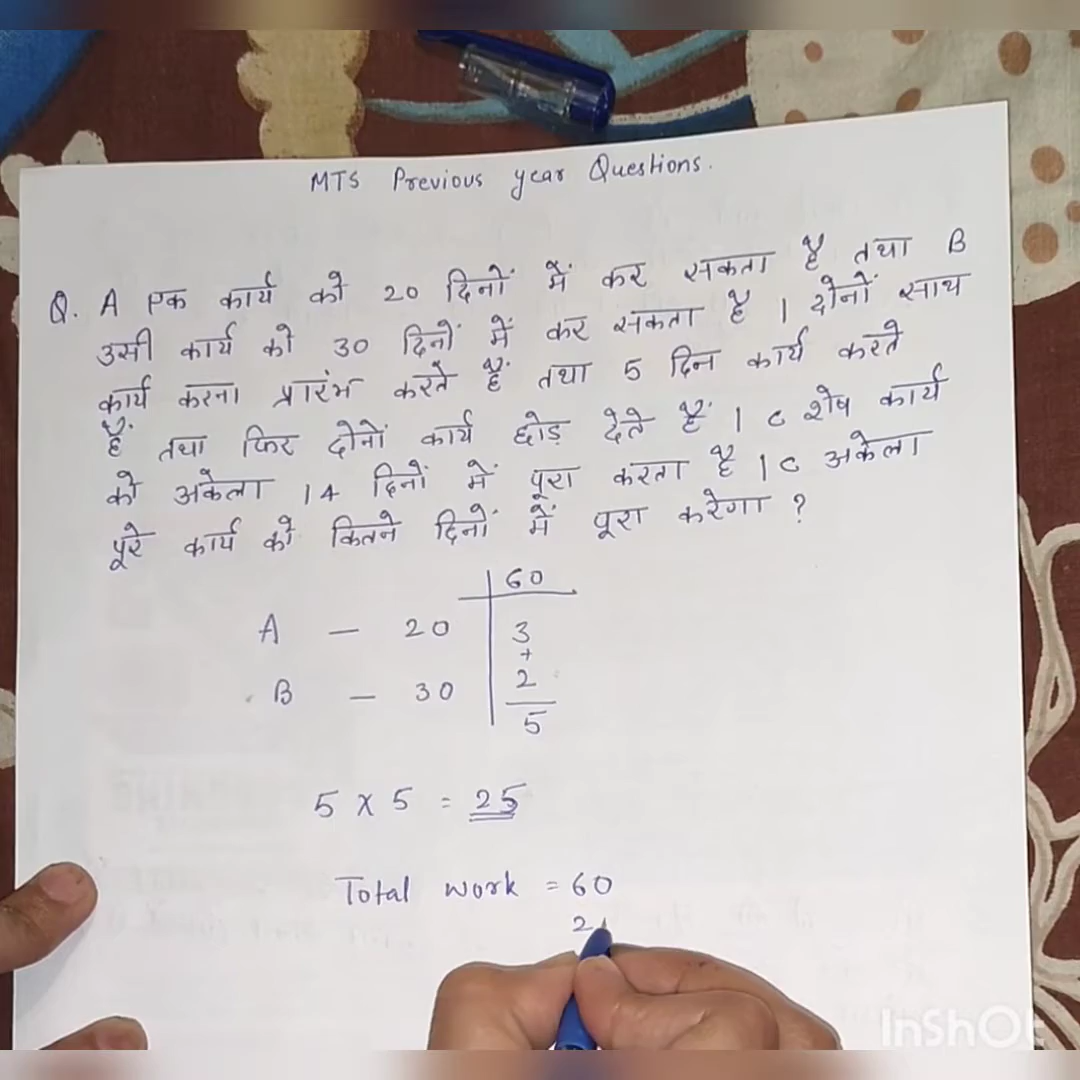 MTS Previous year Questions.
Q. A एक कार्य को 20 दिनों में कर सकता है तथा B
उसी कार्य को 30 दिनों में कर सकता है । दोनों साथ
कार्य करना प्रारंभ करते हैं तथा 5 दिन कार्य करते
हैं तथा फिर दोनों कार्य छोड़ देते हैं । C शेष कार्य
को अकेला 14 दिनों में पूरा करता है । C अकेला
पूरे कार्य को कितने दिनों में पूरा करेगा ?
60
A — 20 3
+
B — 30 2
5
5 x 5 = 25
Total work = 60
2
InShOt